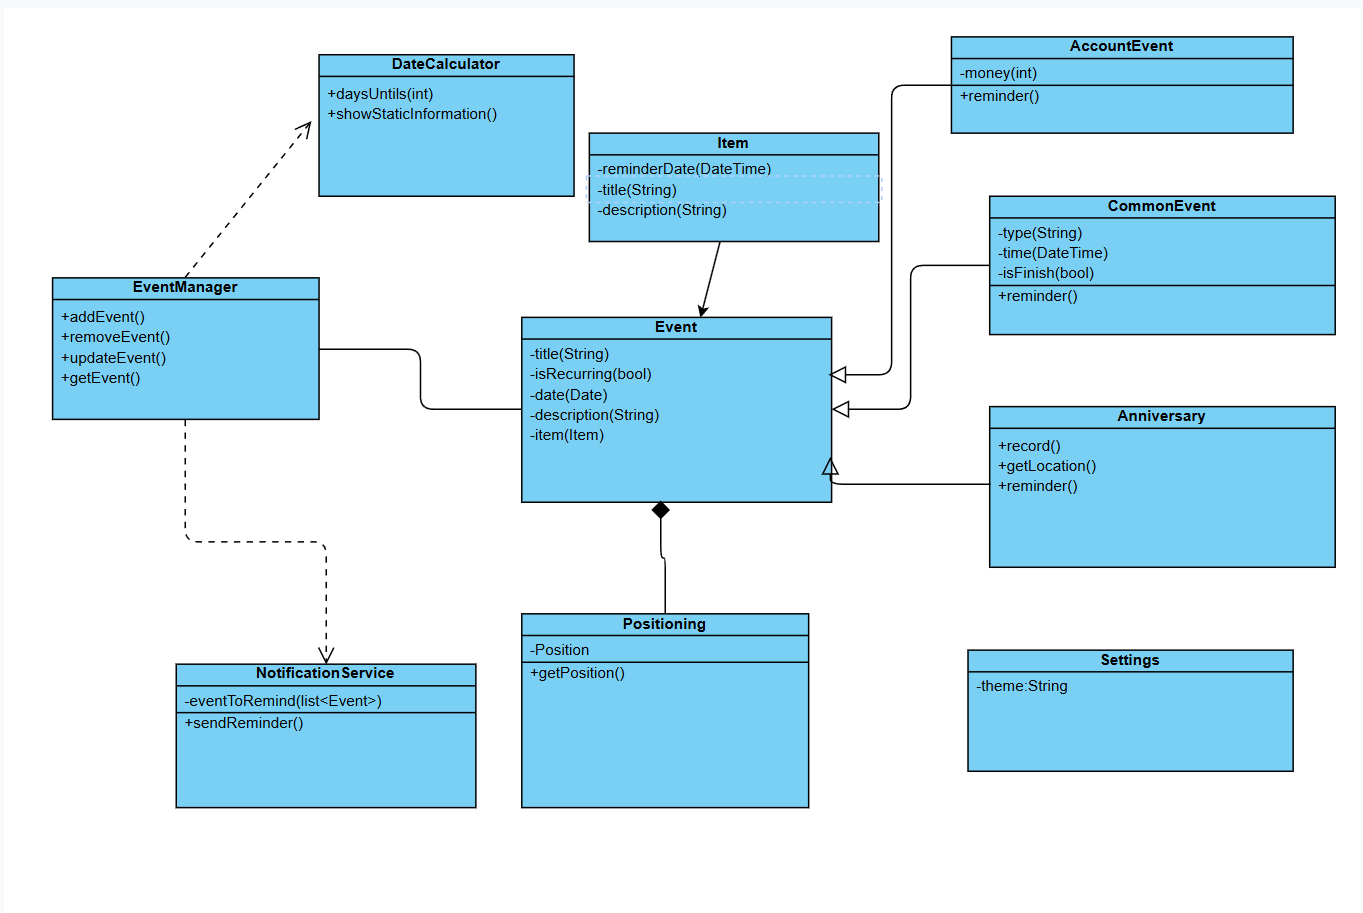 DateCalculator
+daysUntils(int)
+showStaticInformation()
Item
-reminderDate(DateTime)
-title(String)
-description(String)
AccountEvent
-money(int)
+reminder()
CommonEvent
-type(String)
-time(DateTime)
-isFinish(bool)
+reminder()
EventManager
+addEvent()
+removeEvent()
+updateEvent()
+getEvent()
Event
-title(String)
-isRecurring(bool)
-date(Date)
-description(String)
-item(Item)
Anniversary
+record()
+getLocation()
+reminder()
NotificationService
-eventToRemind(list<Event>)
+sendReminder()
Positioning
-Position
+getPosition()
Settings
-theme:String